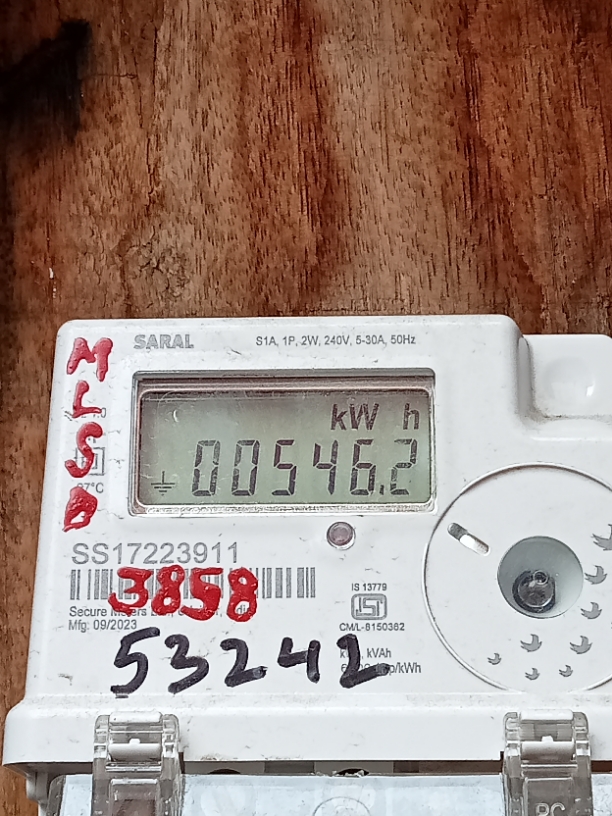 SARAL
S1A, 1P, 2W, 240V, 5-30A, 50Hz
MLSD
kW h
00546.2
SS17223911
3858
IS 13779
Secure
Mfg: 09/2023
CM/L-8150362
53242
kVAh